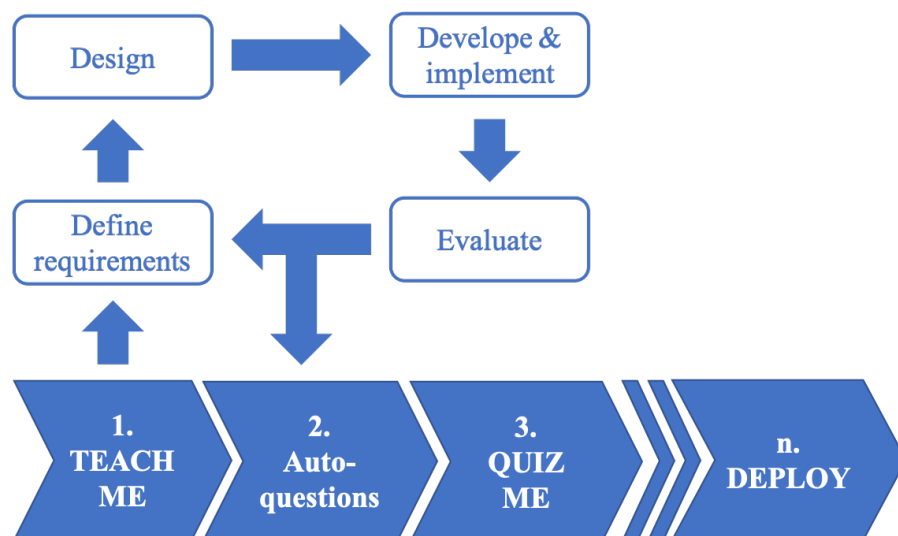 Design
Develope &
implement
Define
requirements
Evaluate
1.
TEACH
ME
2.
Auto-
questions
3.
QUIZ
ME
n.
DEPLOY